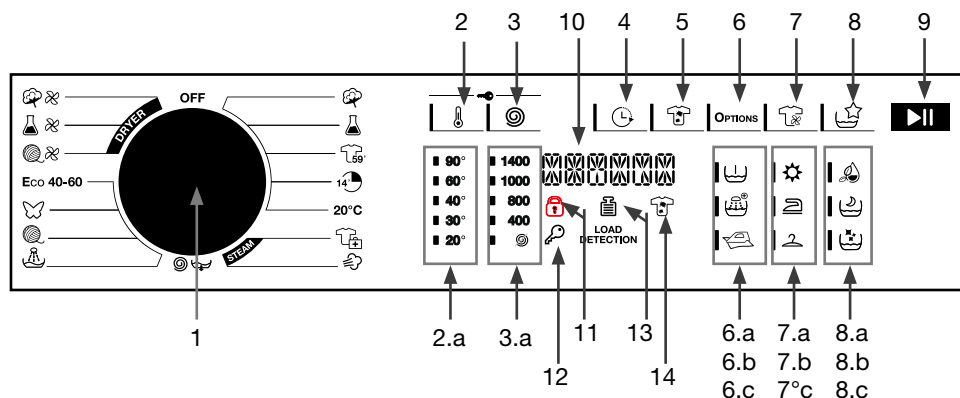 2 3 10 4 5 6 7 8 9
OFF
DRYER
ECO 40-60
59'
14'
20°C
STEAM
OPTIONS
90°
60°
40°
30°
20°
1400
1000
800
400
LOAD
DETECTION
1
2.a
3.a
11
12
13
14
6.a
6.b
6.c
7.a
7.b
7°c
8.a
8.b
8.c